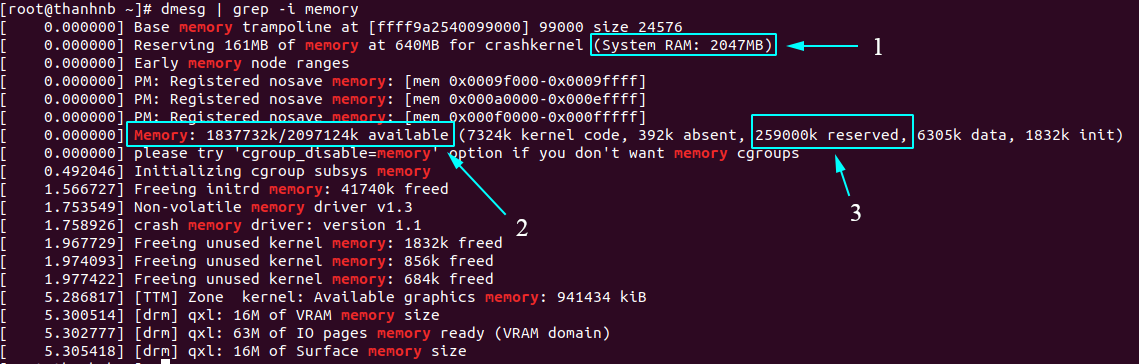 [root@thanhnb ~]# dmesg | grep -i memory
[    0.000000] Base memory trampoline at [ffff9a2540099000] 99000 size 24576
[    0.000000] Reserving 161MB of memory at 640MB for crashkernel (System RAM: 2047MB)
1
[    0.000000] Early memory node ranges
[    0.000000] PM: Registered nosave memory: [mem 0x0009f000-0x0009ffff]
[    0.000000] PM: Registered nosave memory: [mem 0x000a0000-0x000effff]
[    0.000000] PM: Registered nosave memory: [mem 0x000f0000-0x000fffff]
[    0.000000] Memory: 1837732k/2097124k available (7324k kernel code, 392k absent, 259000k reserved, 6305k data, 1832k init)
[    0.000000] please try 'cgroup_disable=memory' option if you don't want memory cgroups
[    0.492046] Initializing cgroup subsys memory
[    1.566727] Freeing initrd memory: 41740k freed
[    1.753549] Non-volatile memory driver v1.3
3
[    1.758926] crash memory driver: version 1.1
2
[    1.967729] Freeing unused kernel memory: 1832k freed
[    1.974093] Freeing unused kernel memory: 856k freed
[    1.977422] Freeing unused kernel memory: 684k freed
[    5.286817] [TTM] Zone  kernel: Available graphics memory: 941434 kiB
[    5.300514] [drm] qxl: 16M of VRAM memory size
[    5.302777] [drm] qxl: 63M of IO pages memory ready (VRAM domain)
[    5.305418] [drm] qxl: 16M of Surface memory size